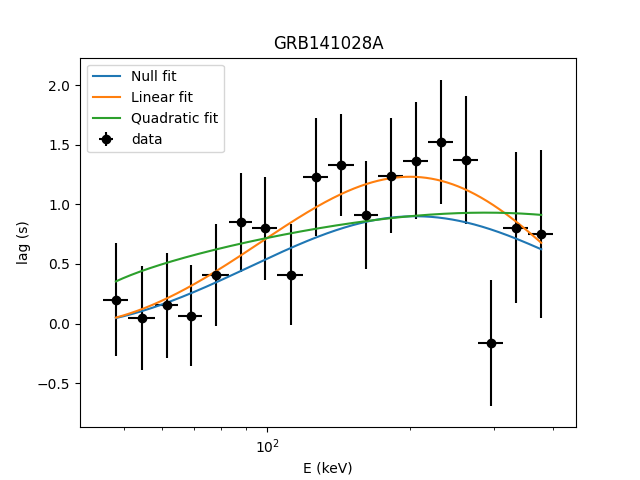 GRB141028A
Null fit
Linear fit
Quadratic fit
data
2.0
1.5
1.0
0.5
0.0
−0.5
lag (s)
10²
E (keV)